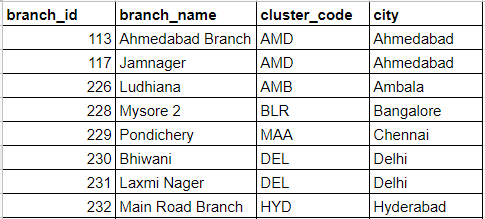 branch_id branch_name cluster_code city
113 Ahmedabad Branch AMD Ahmedabad
117 Jamnager AMD Ahmedabad
226 Ludhiana AMB Ambala
228 Mysore 2 BLR Bangalore
229 Pondichery MAA Chennai
230 Bhiwani DEL Delhi
231 Laxmi Nager DEL Delhi
232 Main Road Branch HYD Hyderabad